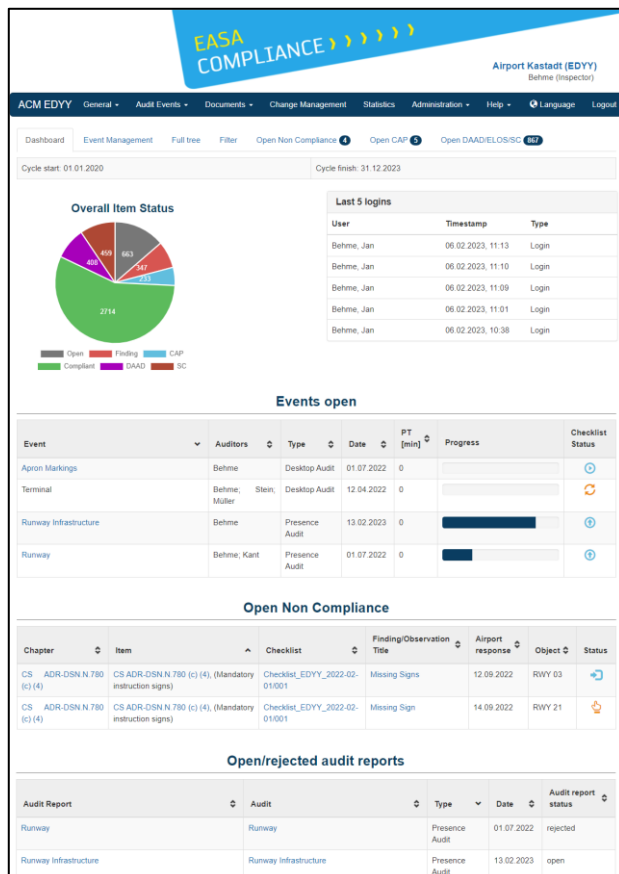 EASA
COMPLIANCE
Airport Kastadt (EDYY)
Behme (Inspector)
ACM EDYY General Audit Events Documents Change Management Statistics Administration Help Language Logout
Dashboard Event Management Full tree Filter Open Non Compliance 4 Open CAP 5 Open DAAD/ELOS/SC 867
Cycle start: 01.01.2020 Cycle finish: 31.12.2023
Overall Item Status
663
347
233
2714
408
459
Open Finding CAP
Compliant DAAD SC
Last 5 logins
User Timestamp Type
Behme, Jan 06.02.2023, 11:13 Login
Behme, Jan 06.02.2023, 11:10 Login
Behme, Jan 06.02.2023, 11:09 Login
Behme, Jan 06.02.2023, 11:01 Login
Behme, Jan 06.02.2023, 10:38 Login
Events open
Event Auditors Type Date PT [min] Progress Checklist Status
Apron Markings Behme Desktop Audit 01.07.2022 0
Terminal Behme; Stein; Müller Desktop Audit 12.04.2022 0
Runway Infrastructure Behme Presence Audit 13.02.2023 0
Runway Behme; Kant Presence Audit 01.07.2022 0
Open Non Compliance
Chapter Item Checklist Finding/Observation Title Airport response Object Status
CS ADR-DSN.N.780 (c) (4) CS ADR-DSN.N.780 (c) (4), (Mandatory instruction signs) Checklist_EDYY_2022-02-01/001 Missing Signs 12.09.2022 RWY 03
CS ADR-DSN.N.780 (c) (4) CS ADR-DSN.N.780 (c) (4), (Mandatory instruction signs) Checklist_EDYY_2022-02-01/001 Missing Sign 14.09.2022 RWY 21
Open/rejected audit reports
Audit Report Audit Type Date Audit report status
Runway Runway Presence Audit 01.07.2022 rejected
Runway Infrastructure Runway Infrastructure Presence Audit 13.02.2023 open